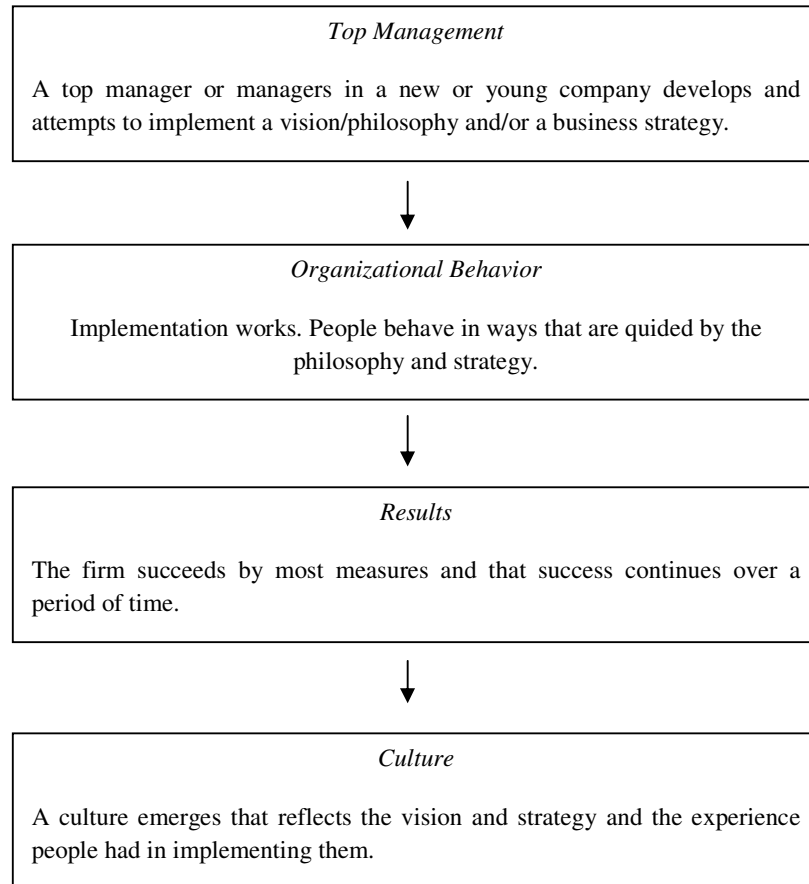 Top Management
A top manager or managers in a new or young company develops and
attempts to implement a vision/philosophy and/or a business strategy.
Organizational Behavior
Implementation works. People behave in ways that are quided by the
philosophy and strategy.
Results
The firm succeeds by most measures and that success continues over a
period of time.
Culture
A culture emerges that reflects the vision and strategy and the experience
people had in implementing them.